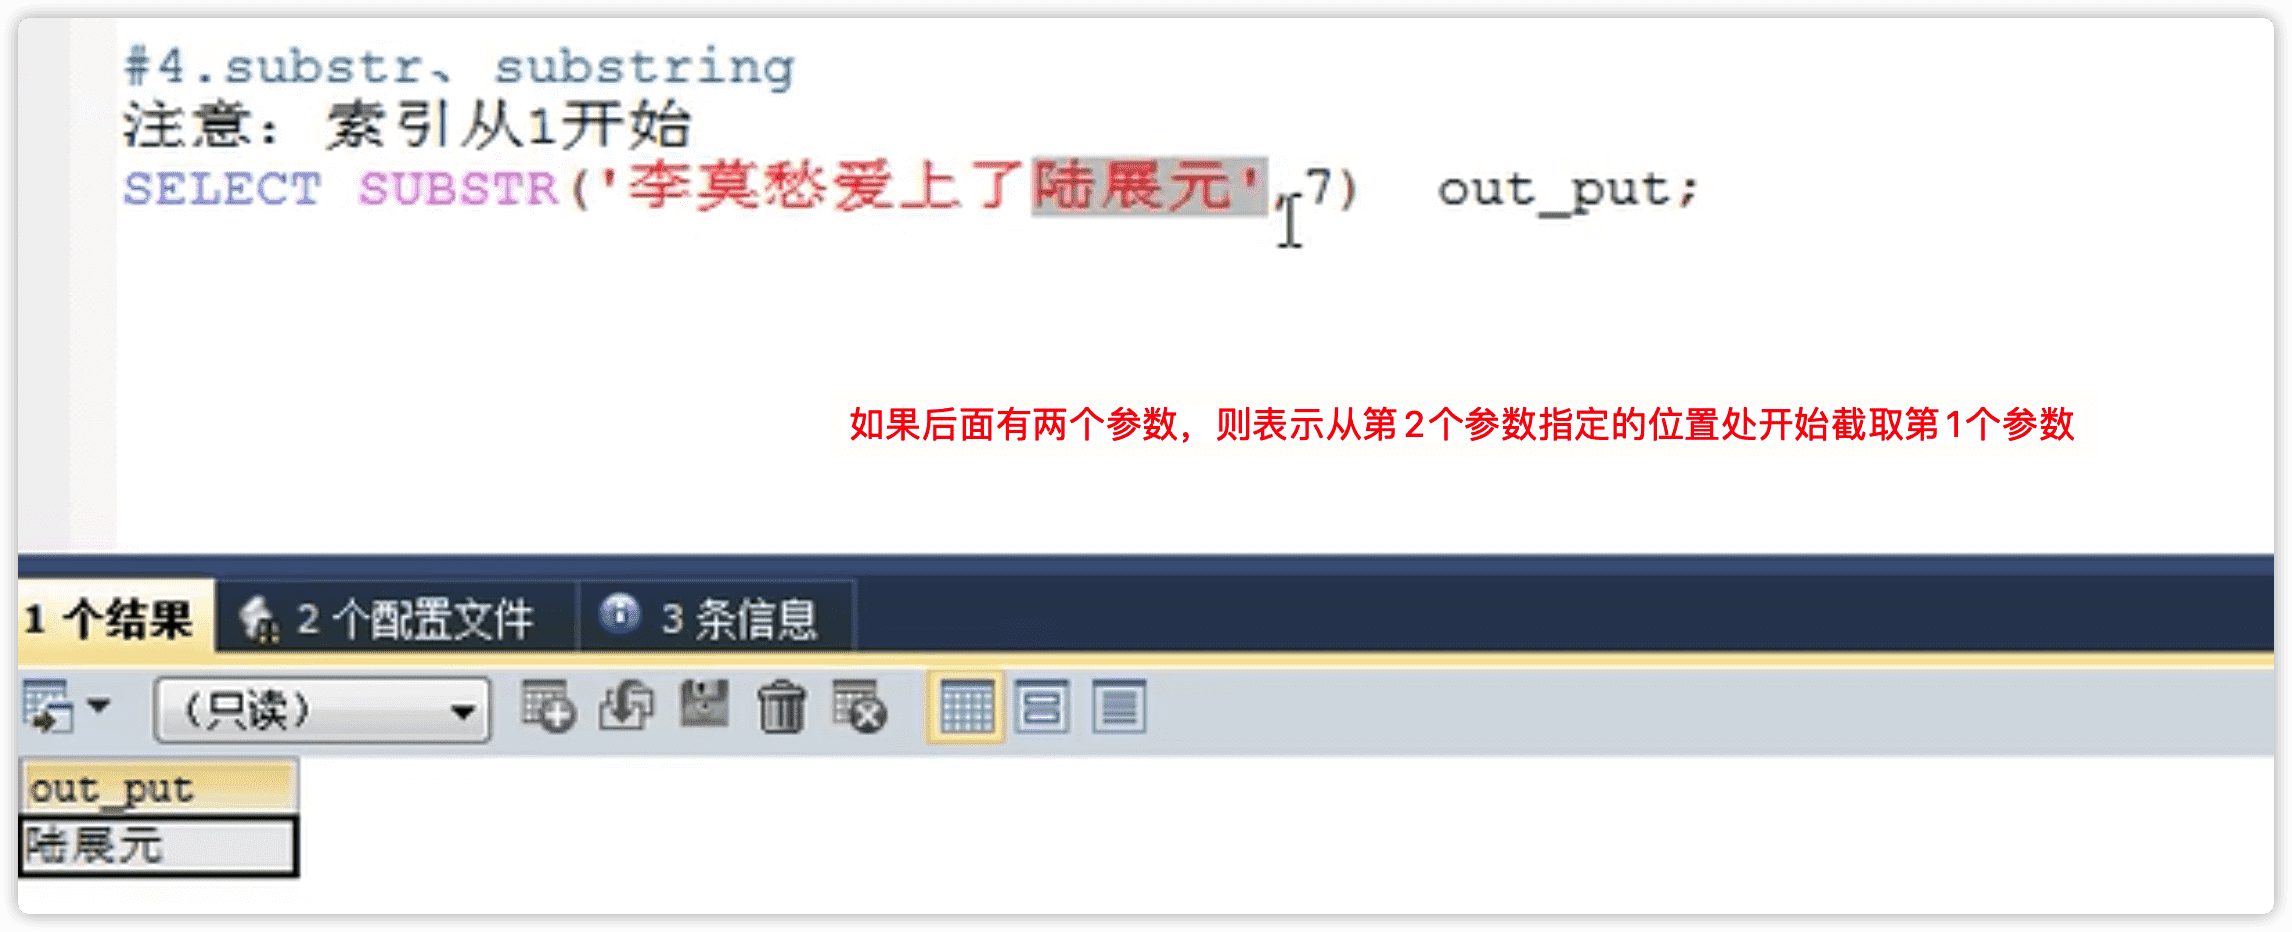 #4.substr、substring
注意：索引从1开始
SELECT SUBSTR('李莫愁爱上了陆展元',7) out_put;
如果后面有两个参数，则表示从第2个参数指定的位置处开始截取第1个参数
1 个结果 2 个配置文件 3 条信息
（只读）
out_put
陆展元